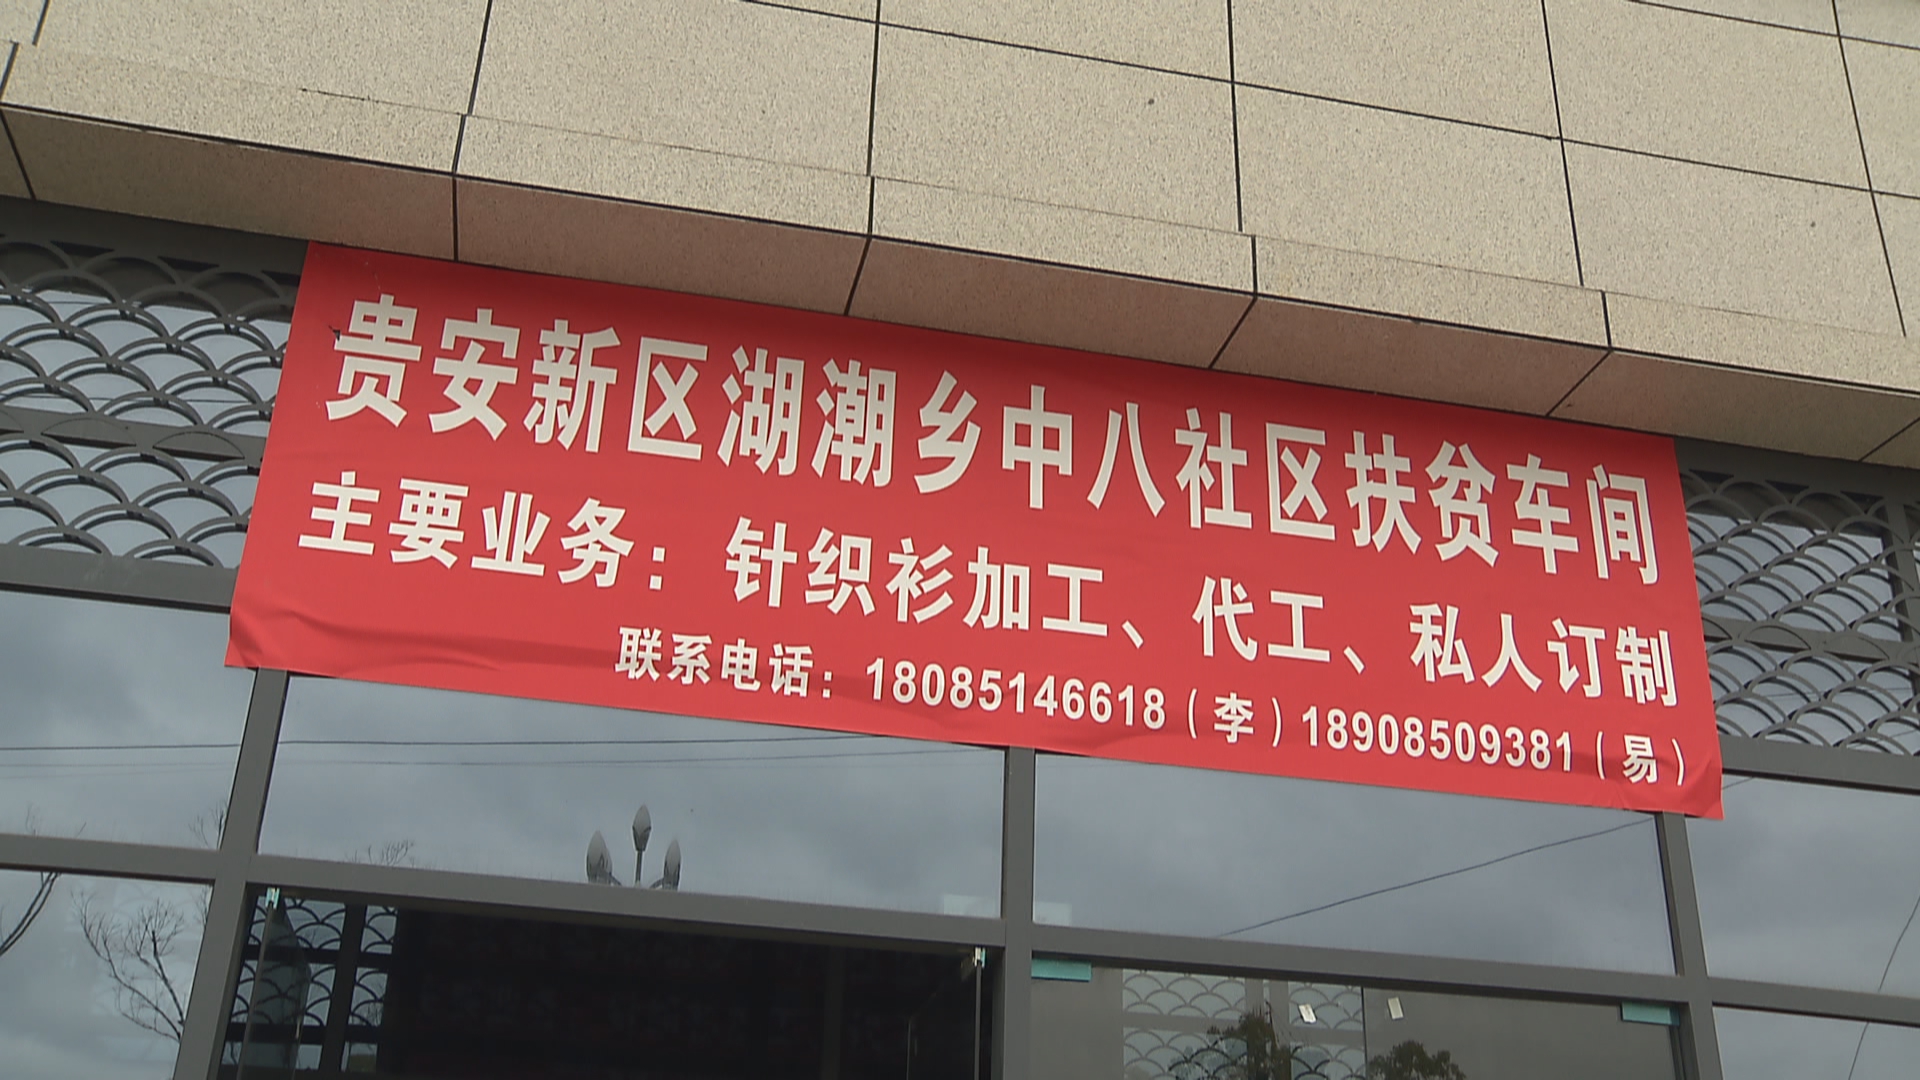 贵安新区湖潮乡中八社区扶贫车间
主要业务：针织衫加工、代工、私人订制
联系电话：18085146618（李）18908509381（易）